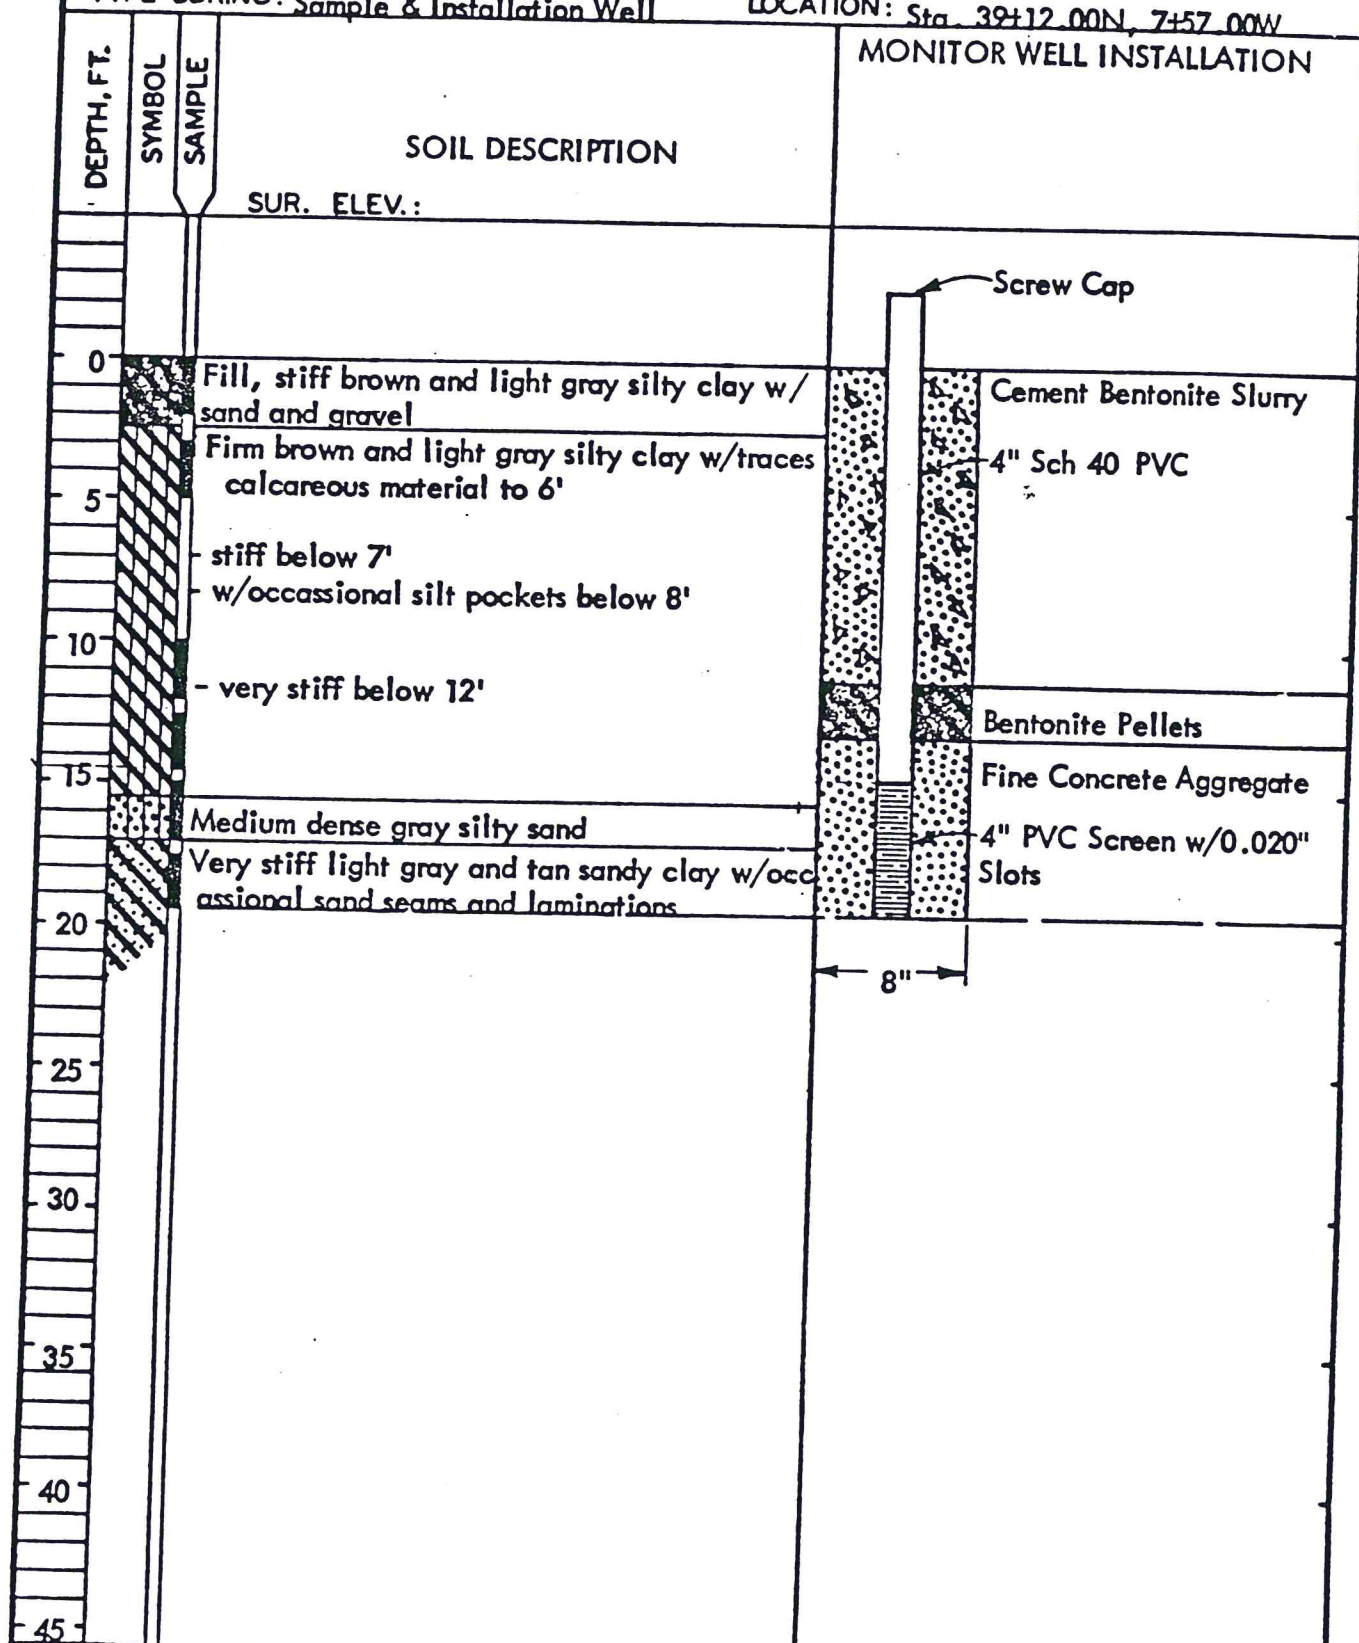 Sample & Installation Well LOCATION: Sta. 39+12.00N, 7+57.00W
DEPTH, FT.
SYMBOL
SAMPLE
SOIL DESCRIPTION
SUR. ELEV.:
MONITOR WELL INSTALLATION
Screw Cap
0
Fill, stiff brown and light gray silty clay w/
sand and gravel
Cement Bentonite Slurry
Firm brown and light gray silty clay w/traces
calcareous material to 6'
4" Sch 40 PVC
5
- stiff below 7'
- w/occassional silt pockets below 8'
10
- very stiff below 12'
Bentonite Pellets
15
Fine Concrete Aggregate
Medium dense gray silty sand
4" PVC Screen w/0.020"
Slots
Very stiff light gray and tan sandy clay w/occ
assional sand seams and laminations
20
8"
25
30
35
40
45